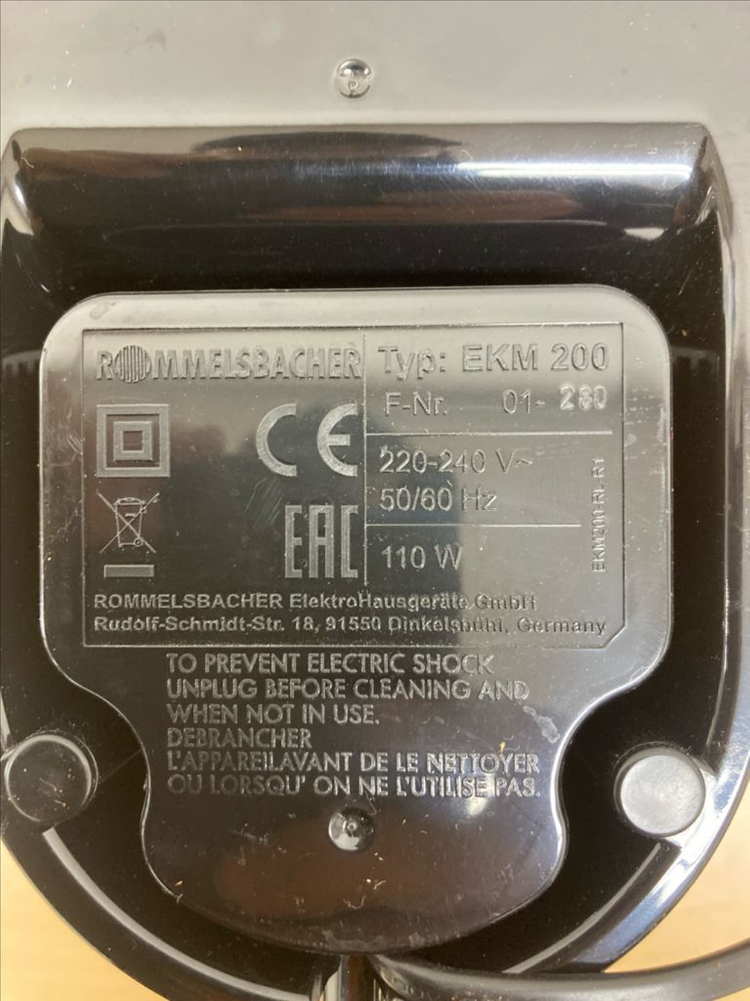 ROMMELSBACHER
Typ: EKM 200
F-Nr. 01- 280
CE
220-240 V~
50/60 Hz
EAC
110 W
EKM200-RL-R1
ROMMELSBACHER ElektroHausgeräte GmbH
Rudolf-Schmidt-Str. 18, 91550 Dinkelsbühl, Germany
TO PREVENT ELECTRIC SHOCK
UNPLUG BEFORE CLEANING AND
WHEN NOT IN USE.
DEBRANCHER
L'APPAREILAVANT DE LE NETTOYER
OU LORSQU' ON NE L'UTILISE PAS.